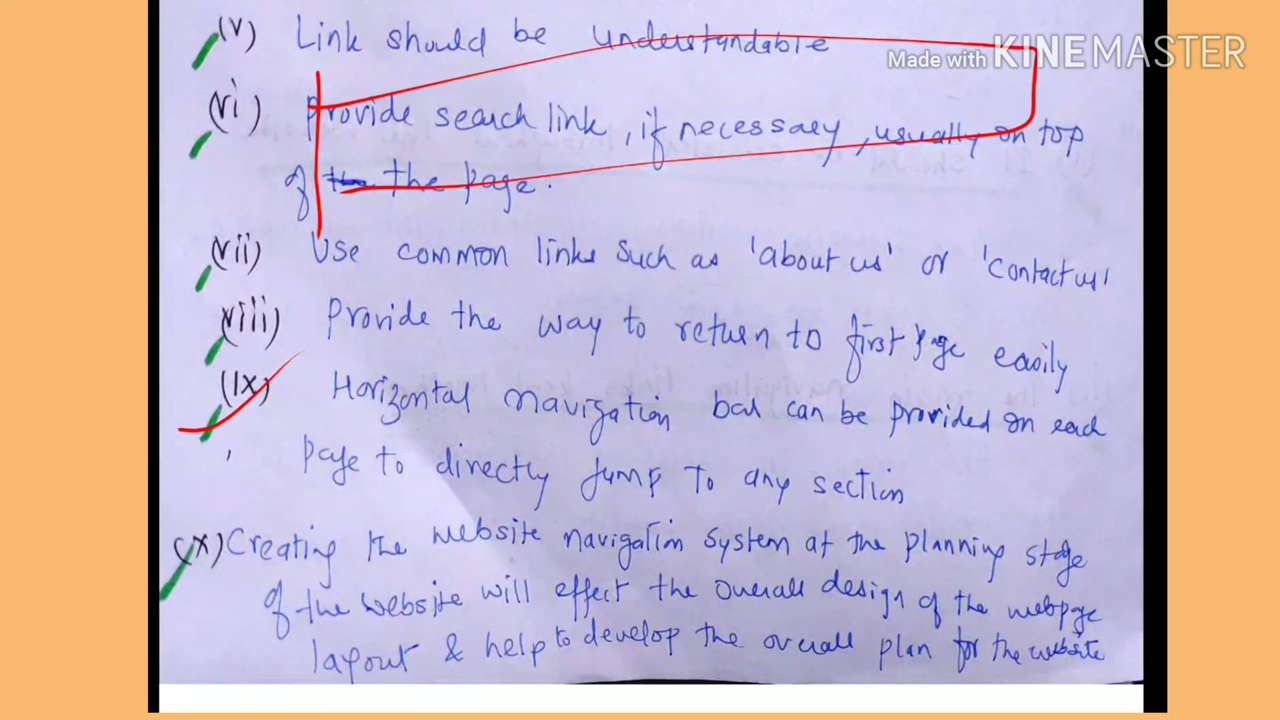 (v) Link should be understandable
Made with KINEMASTER
(vi) Provide search link, if necessary, usually on top
of the page.
(vii) Use common links such as 'about us' or 'contact us'
(viii) Provide the way to return to first page easily
(ix) Horizontal navigation bar can be provided on each
page to directly jump to any section
(x) Creating the website navigation system at the planning stage
of the website will effect the overall design of the webpage
layout & help to develop the overall plan for the website